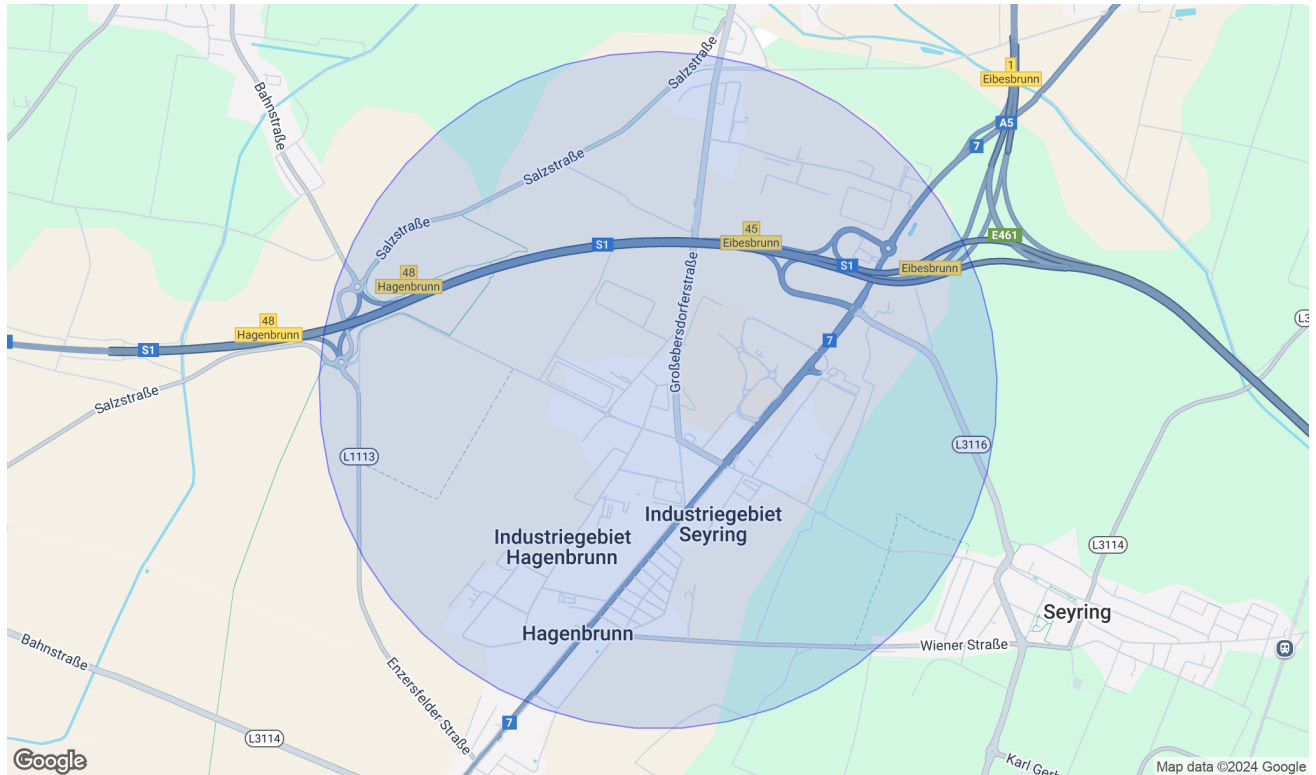 1
Eibesbrunn
Bahnstraße
Salzstraße
A5
7
Salzstraße
Salzstraße
45
Eibesbrunn
S1
E461
S1
Eibesbrunn
48
Hagenbrunn
48
Hagenbrunn
Großebersdorferstraße
7
S1
Salzstraße
L3116
L1113
Industriegebiet
Seyring
Industriegebiet
Hagenbrunn
L3114
Seyring
Hagenbrunn
Wiener Straße
Bahnstraße
Enzersfelder Straße
7
L3114
Google
Map data ©2024 Google